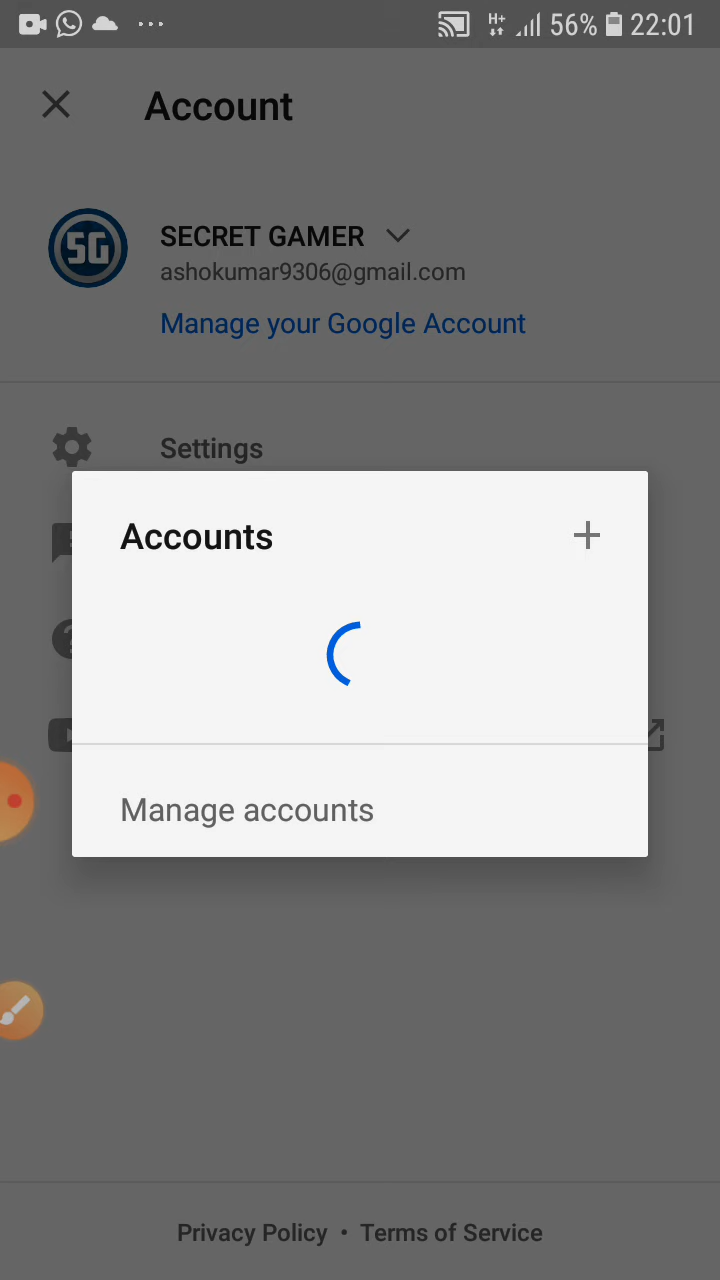 H+ 56% 22:01
Account
SG
SECRET GAMER
ashokumar9306@gmail.com
Manage your Google Account
Settings
Accounts
Manage accounts
Privacy Policy • Terms of Service